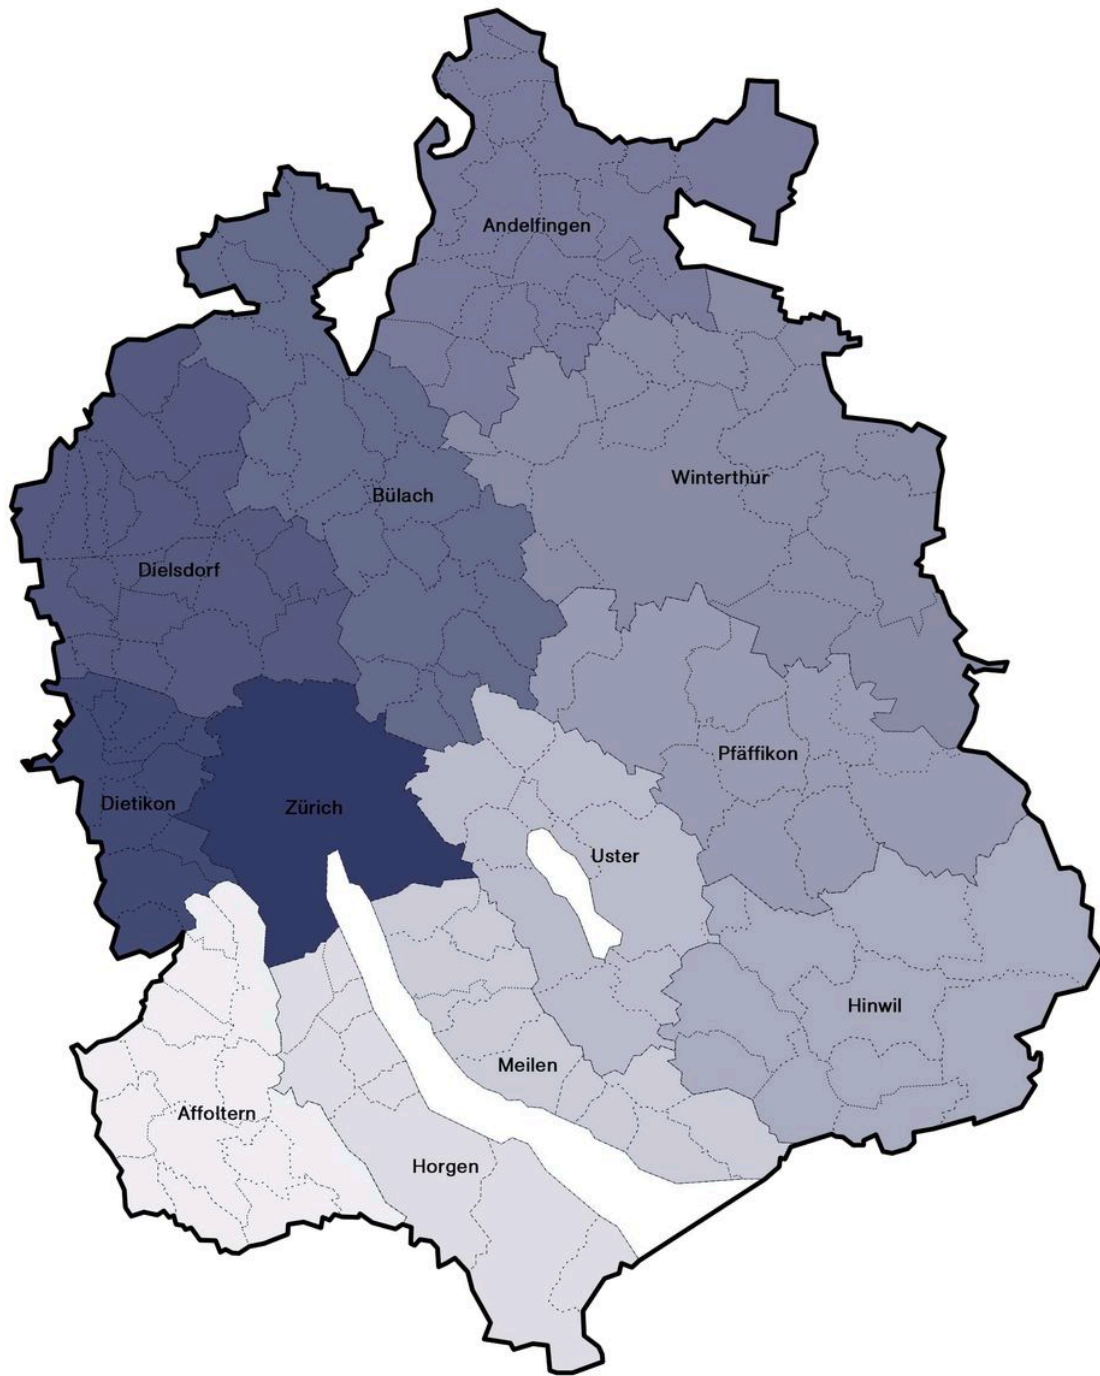 Andelfingen
Winterthur
Bülach
Dielsdorf
Pfäffikon
Dietikon
Zürich
Uster
Hinwil
Meilen
Affoltern
Horgen